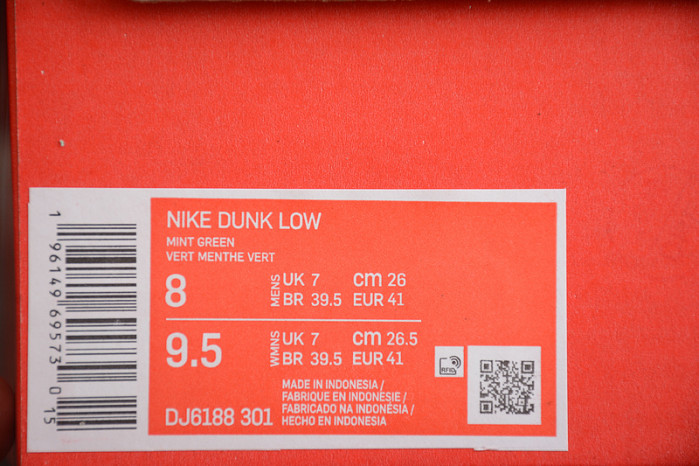 1 96149 69573 0 15
NIKE DUNK LOW
MINT GREEN
VERT MENTHE VERT
8 MENS UK 7 cm 26
BR 39.5 EUR 41
9.5 WMNS UK 7 cm 26.5
BR 39.5 EUR 41
RFID
MADE IN INDONESIA /
FABRIQUE EN INDONÉSIE /
FABRICADO NA INDONÉSIA /
HECHO EN INDONESIA
DJ6188 301